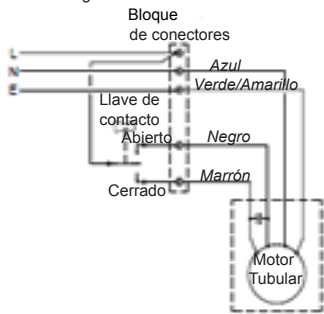 Bloque
de conectores
L
N
E
Azul
Verde/Amarillo
Llave de
contacto
Abierto
Negro
Cerrado
Marrón
Motor
Tubular